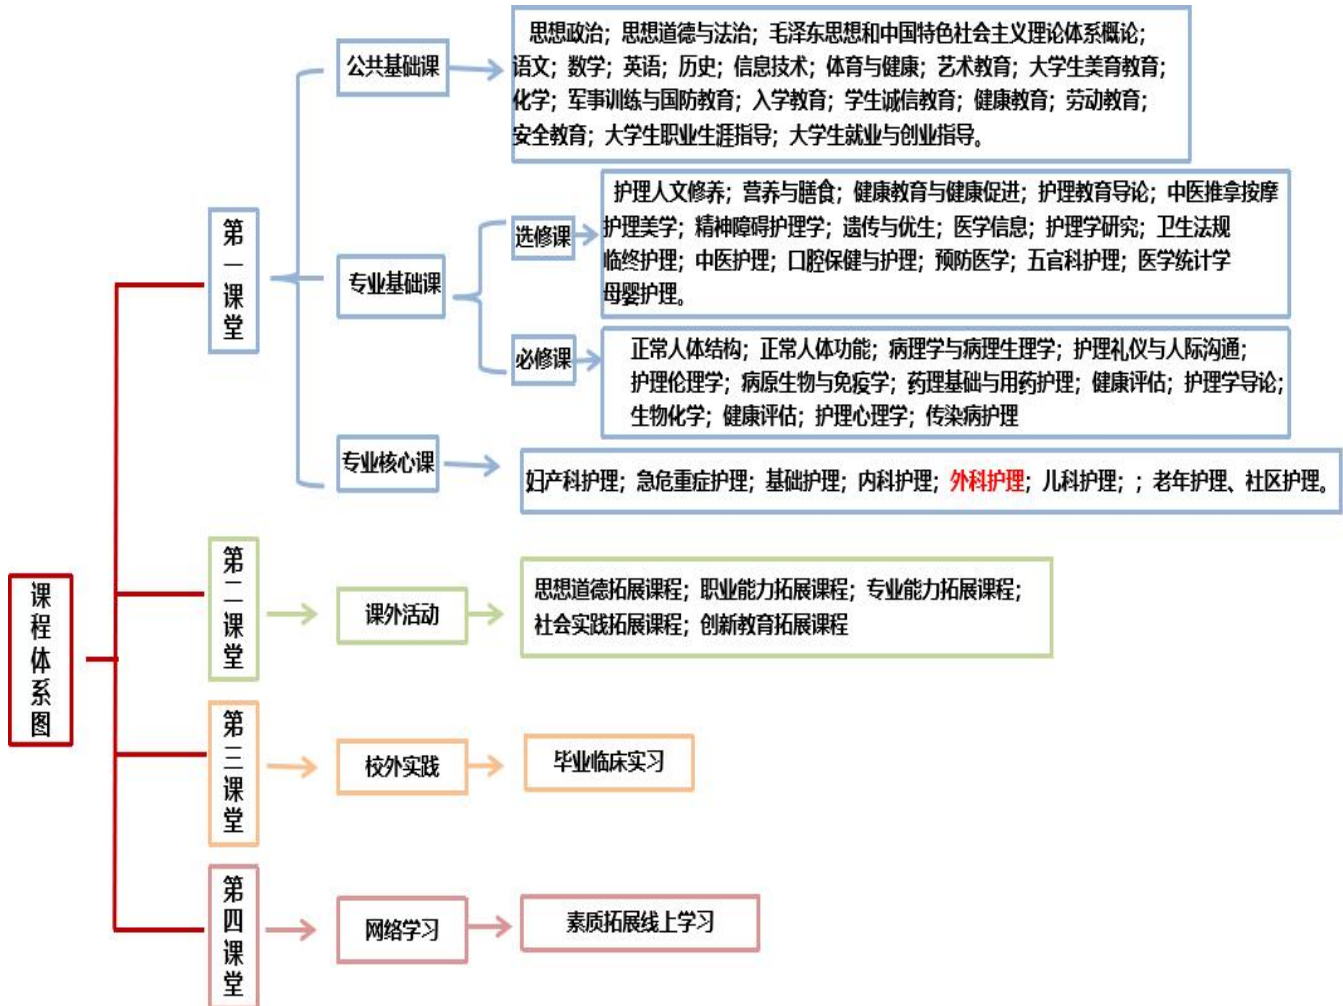 课程体系图
第一课堂
公共基础课
思想政治；思想道德与法治；毛泽东思想和中国特色社会主义理论体系概论；
语文；数学；英语；历史；信息技术；体育与健康；艺术教育；大学生美育教育；
化学；军事训练与国防教育；入学教育；学生诚信教育；健康教育；劳动教育；
安全教育；大学生职业生涯指导；大学生就业与创业指导。
专业基础课
选修课
护理人文修养；营养与膳食；健康教育与健康促进；护理教育导论；中医推拿按摩
护理美学；精神障碍护理学；遗传与优生；医学信息；护理学研究；卫生法规
临终护理；中医护理；口腔保健与护理；预防医学；五官科护理；医学统计学
母婴护理。
必修课
正常人体结构；正常人体功能；病理学与病理生理学；护理礼仪与人际沟通；
护理伦理学；病原生物与免疫学；药理基础与用药护理；健康评估；护理学导论；
生物化学；健康评估；护理心理学；传染病护理
专业核心课
妇产科护理；急危重症护理；基础护理；内科护理；外科护理；儿科护理；；老年护理、社区护理。
第二课堂
课外活动
思想道德拓展课程；职业能力拓展课程；专业能力拓展课程；
社会实践拓展课程；创新教育拓展课程
第三课堂
校外实践
毕业临床实习
第四课堂
网络学习
素质拓展线上学习